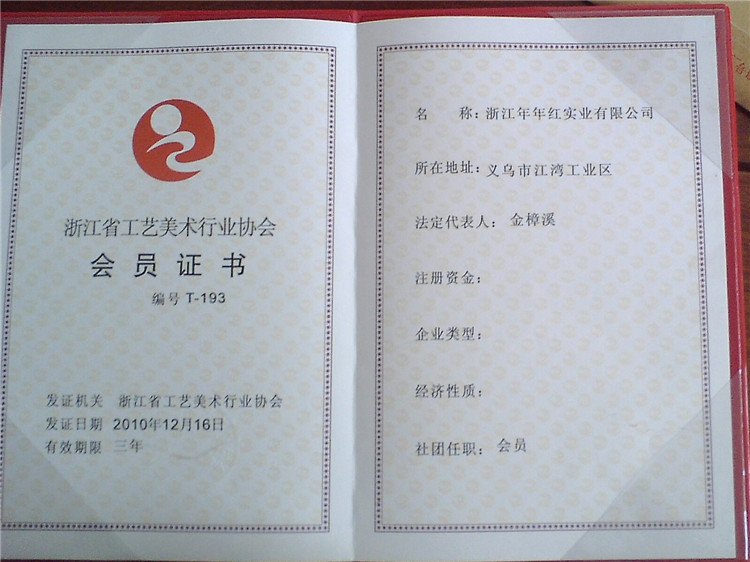 浙江省工艺美术行业协会
会员证书
编号 T-193
发证机关 浙江省工艺美术行业协会
发证日期 2010年12月16日
有效期限 三年
名 称：浙江年年红实业有限公司
所在地址：义乌市江湾工业区
法定代表人：金樟溪
注册资金：
企业类型：
经济性质：
社团任职：会员